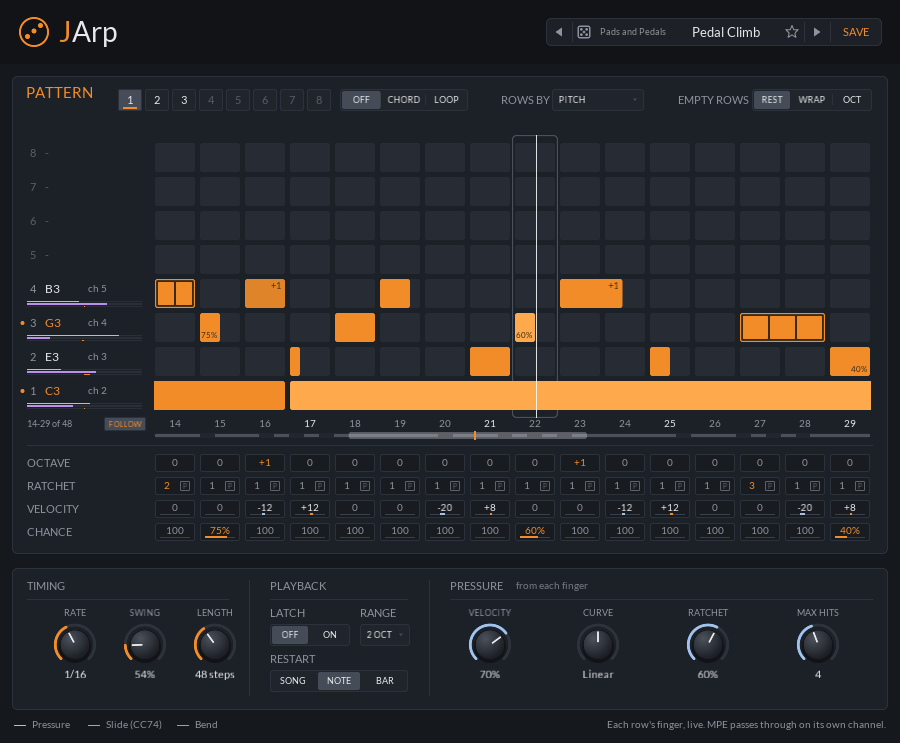 JArp
Pads and Pedals Pedal Climb SAVE
PATTERN 1 2 3 4 5 6 7 8 OFF CHORD LOOP ROWS BY PITCH EMPTY ROWS REST WRAP OCT
8 -
7 -
6 -
5 -
4 B3 ch 5 +1 +1
3 G3 ch 4 75% 60%
2 E3 ch 3 40%
1 C3 ch 2
14-29 of 48 FOLLOW 14 15 16 17 18 19 20 21 22 23 24 25 26 27 28 29
OCTAVE 0 0 +1 0 0 0 0 0 0 +1 0 0 0 0 0 0
RATCHET 2 P 1 P 1 P 1 P 1 P 1 P 1 P 1 P 1 P 1 P 1 P 1 P 1 P 3 P 1 P 1 P
VELOCITY 0 0 -12 +12 0 0 -20 +8 0 0 -12 +12 0 0 -20 +8
CHANCE 100 75% 100 100 100 100 100 100 60% 100 100 100 100 100 100 40%
TIMING PLAYBACK PRESSURE from each finger
RATE SWING LENGTH LATCH RANGE VELOCITY CURVE RATCHET MAX HITS
OFF ON 2 OCT
RESTART
1/16 54% 48 steps SONG NOTE BAR 70% Linear 60% 4
Pressure Slide (CC74) Bend Each row's finger, live. MPE passes through on its own channel.